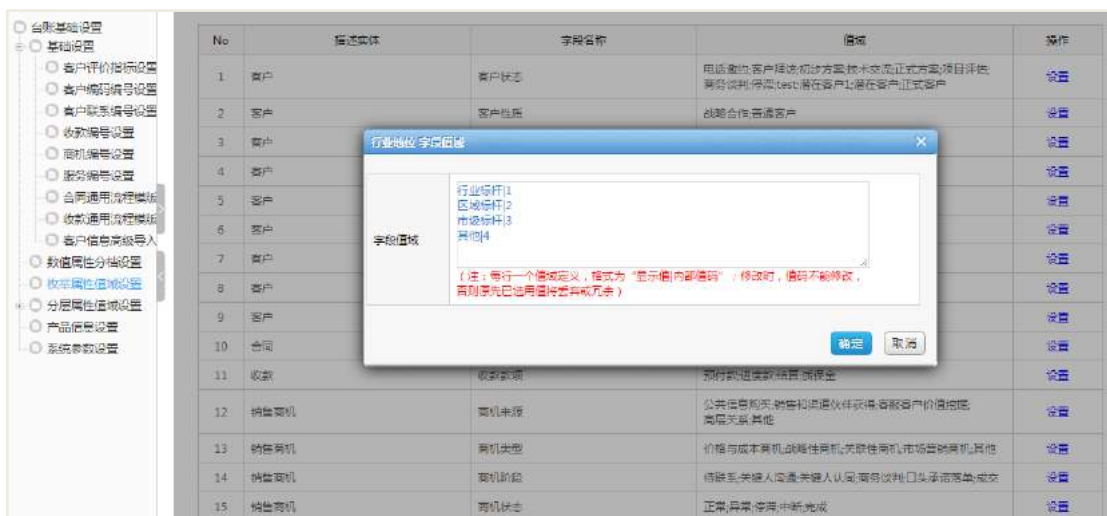 台账基础设置
基础设置
客户评价指标设置
客户编码编号设置
客户联系编号设置
收款编号设置
商机编号设置
服务编号设置
合同通用流程模版
收款通用流程模版
客户信息高级导入
数值属性分档设置
枚举属性值域设置
分层属性值域设置
产品信息设置
系统参数设置
No 描述实体 字段名称 值域 操作
1 客户 客户状态 电话邀约;客户拜访;初步方案;技术交流;正式方案;项目评估;
商务谈判;停滞;test;潜在客户1;潜在客户;正式客户 设置
2 客户 客户性质 战略合作;普通客户 设置
3 客户 设置
4 客户 设置
5 客户 设置
6 客户 设置
7 客户 设置
8 客户 设置
9 客户 设置
10 合同 设置
11 收款 收款款项 预付款;进度款;结算;质保金 设置
12 销售商机 商机来源 公共信息购买;销售和渠道伙伴获得;客服客户价值挖掘;
高层关系;其他 设置
13 销售商机 商机类型 价格与成本商机;战略性商机;关联性商机;市场营销商机;其他 设置
14 销售商机 商机阶段 待联系;关键人沟通;关键人认同;商务谈判;口头承诺落单;成交 设置
15 销售商机 商机状态 正常;异常;停滞;中断;完成 设置
行业地位 字段值域
字段值域
行业标杆|1
区域标杆|2
市级标杆|3
其他|4
（注：每行一个值域定义，格式为“显示值|内部值码”；修改时，值码不能修改，
否则原先已选用值将丢弃或冗余）
确定 取消